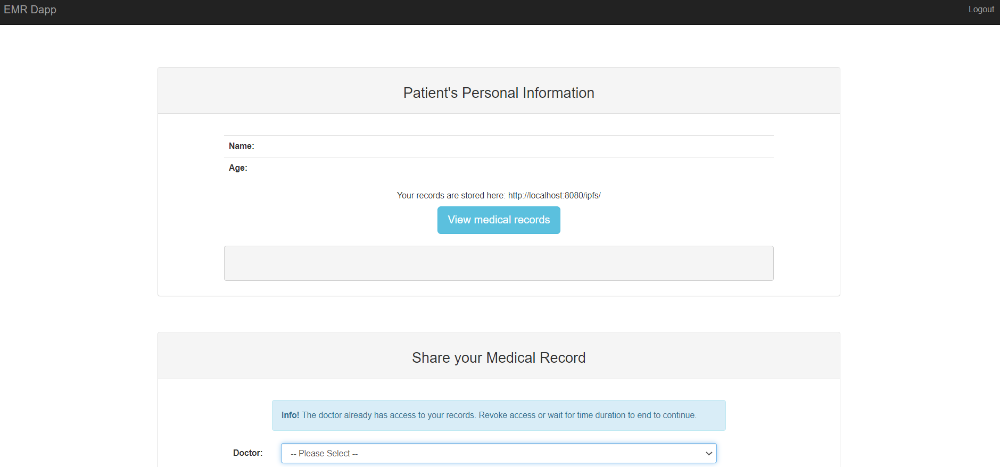 EMR Dapp
Logout
Patient's Personal Information
Name:
Age:
Your records are stored here: http://localhost:8080/ipfs/
View medical records
Share your Medical Record
Info! The doctor already has access to your records. Revoke access or wait for time duration to end to continue.
Doctor:
-- Please Select --